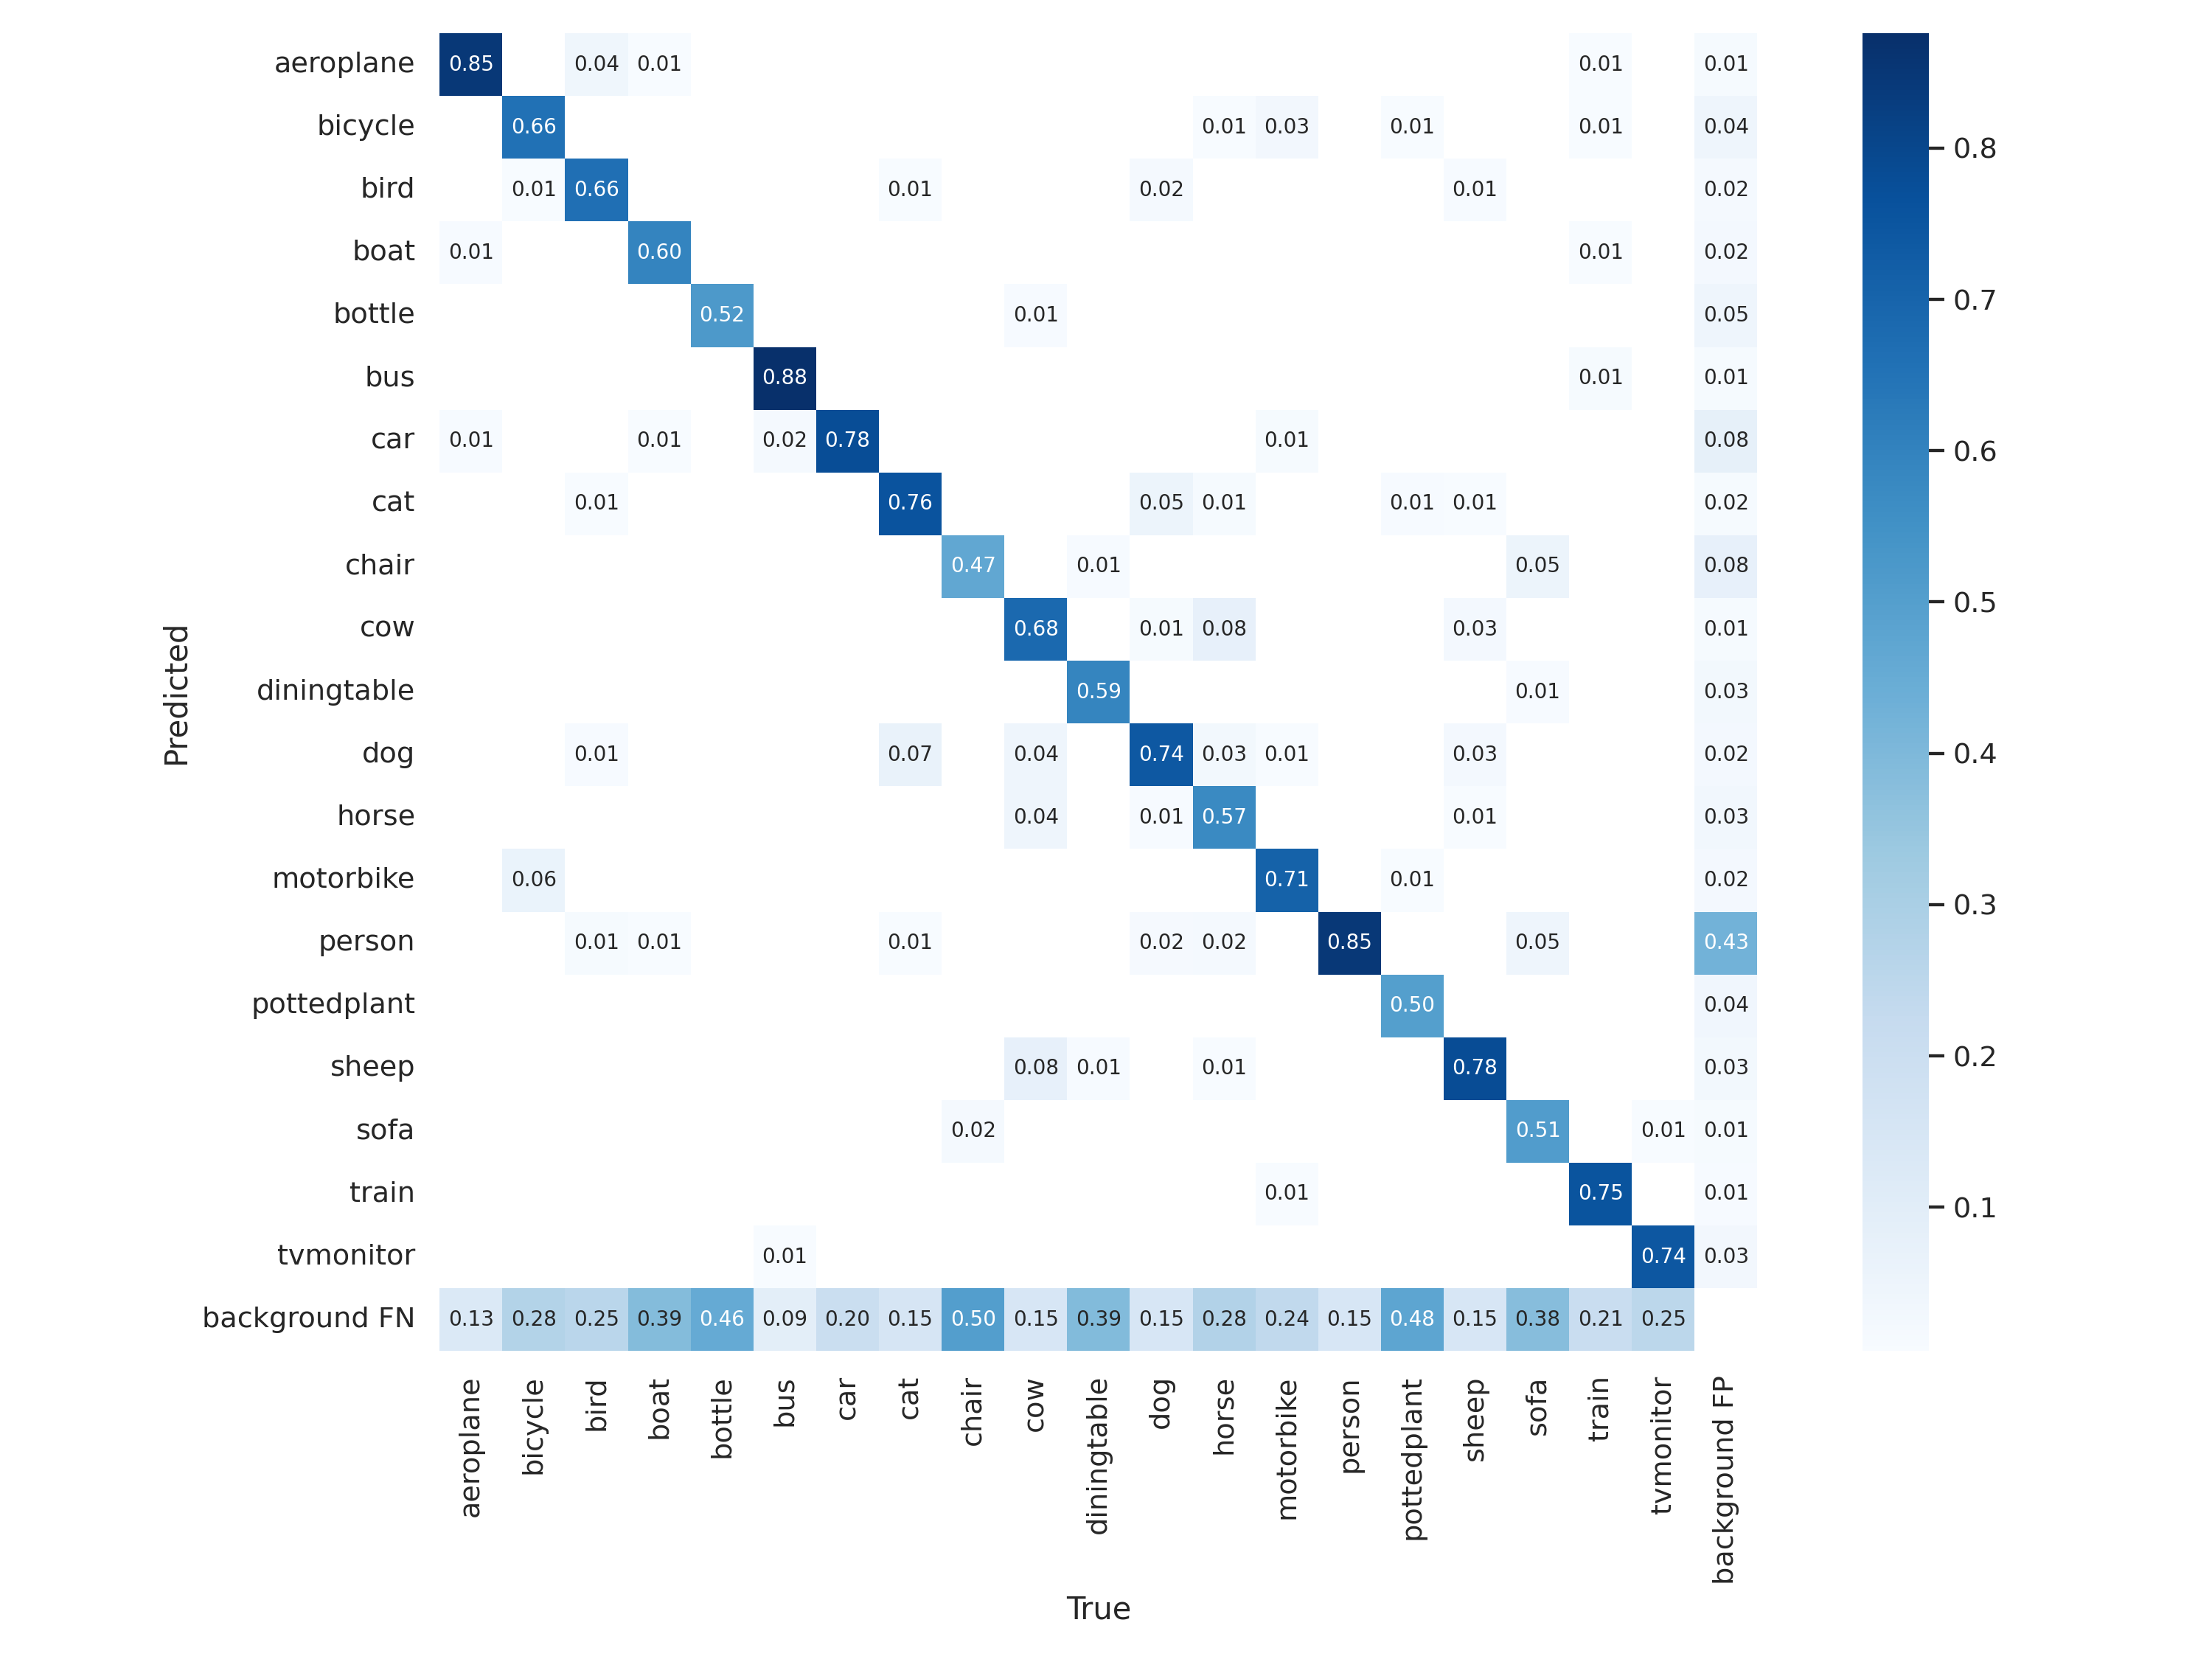 aeroplane 0.85 0.04 0.01 0.01 0.01
bicycle 0.66 0.01 0.03 0.01 0.01 0.04
0.8
bird 0.01 0.66 0.01 0.02 0.01 0.02
boat 0.01 0.60 0.01 0.02
0.7
bottle 0.52 0.01 0.05
bus 0.88 0.01 0.01
car 0.01 0.01 0.02 0.78 0.01 0.08
0.6
cat 0.01 0.76 0.05 0.01 0.01 0.01 0.02
chair 0.47 0.01 0.05 0.08
0.5
cow 0.68 0.01 0.08 0.03 0.01
Predicted
diningtable 0.59 0.01 0.03
dog 0.01 0.07 0.04 0.74 0.03 0.01 0.03 0.02
0.4
horse 0.04 0.01 0.57 0.01 0.03
motorbike 0.06 0.71 0.01 0.02
0.3
person 0.01 0.01 0.01 0.02 0.02 0.85 0.05 0.43
pottedplant 0.50 0.04
0.2
sheep 0.08 0.01 0.01 0.78 0.03
sofa 0.02 0.51 0.01 0.01
train 0.01 0.75 0.01
0.1
tvmonitor 0.01 0.74 0.03
background FN 0.13 0.28 0.25 0.39 0.46 0.09 0.20 0.15 0.50 0.15 0.39 0.15 0.28 0.24 0.15 0.48 0.15 0.38 0.21 0.25
aeroplane
bicycle
bird
boat
bottle
bus
car
cat
chair
cow
diningtable
dog
horse
motorbike
person
pottedplant
sheep
sofa
train
tvmonitor
background FP
True